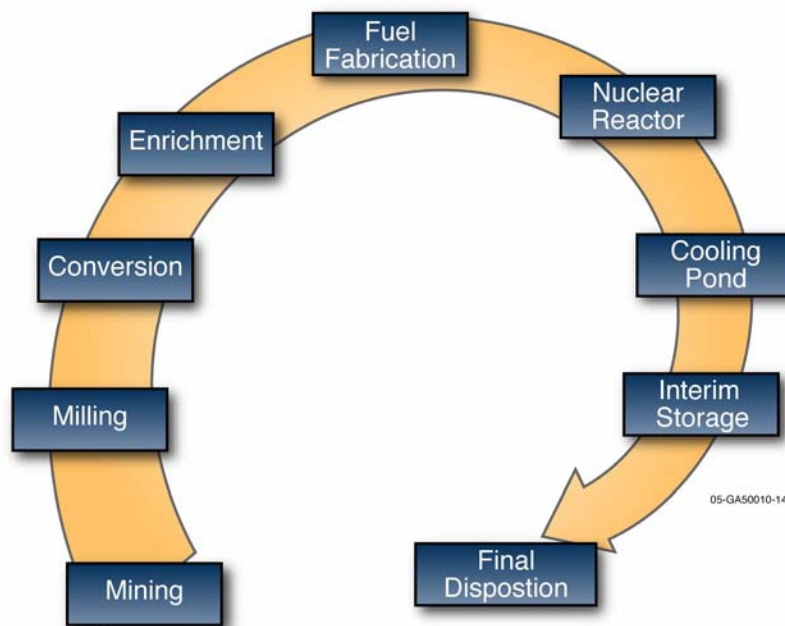 Fuel
Fabrication
Nuclear
Reactor
Enrichment
Conversion
Cooling
Pond
Milling
Interim
Storage
05-GA50010-14
Mining
Final
Dispostion